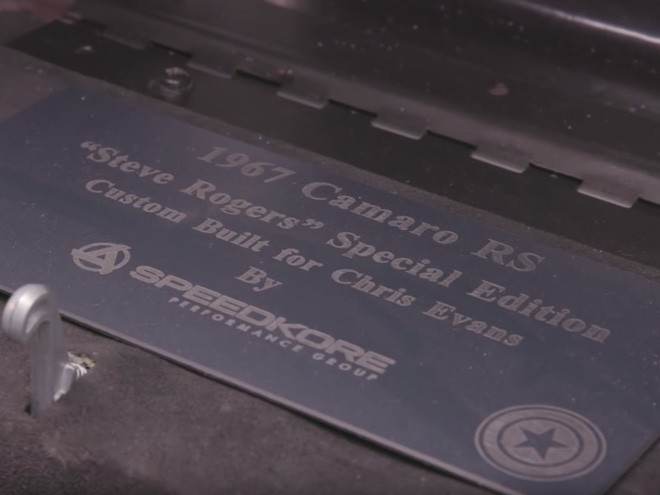 1967 Camaro RS
“Steve Rogers” Special Edition
Custom Built for Chris Evans
By
SPEEDKORE
PERFORMANCE GROUP